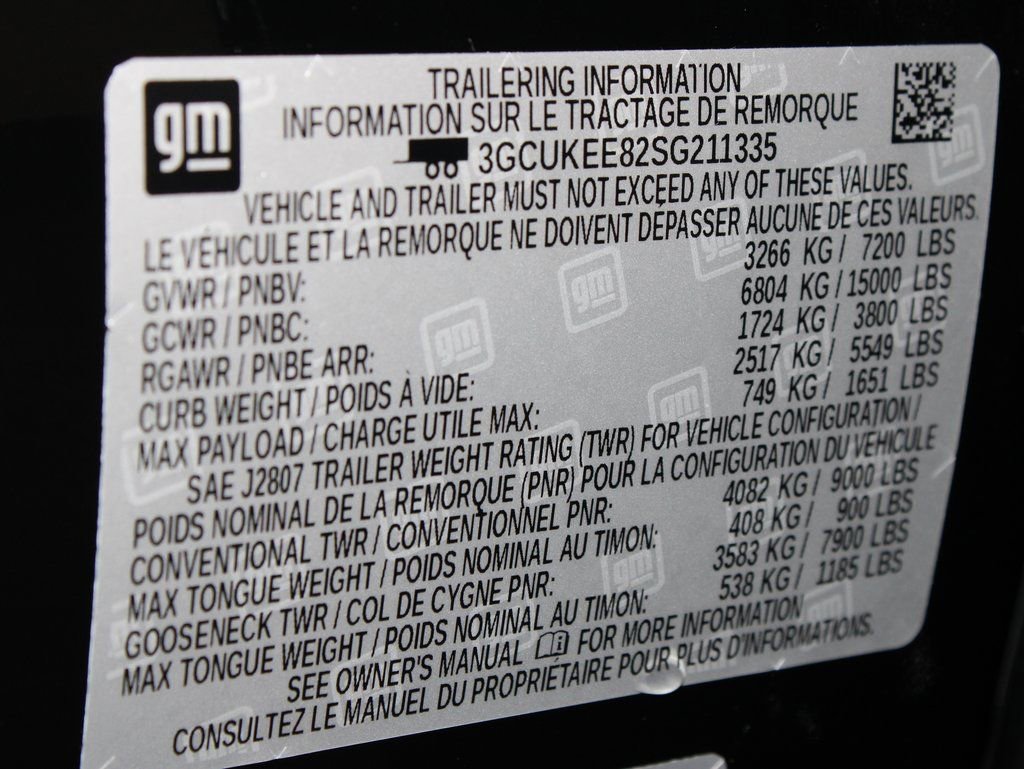 gm
TRAILERING INFORMATION
INFORMATION SUR LE TRACTAGE DE REMORQUE
3GCUKEE82SG211335
VEHICLE AND TRAILER MUST NOT EXCEED ANY OF THESE VALUES.
LE VÉHICULE ET LA REMORQUE NE DOIVENT DÉPASSER AUCUNE DE CES VALEURS.
GVWR / PNBV: 3266 KG / 7200 LBS
GCWR / PNBC: 6804 KG / 15000 LBS
RGAWR / PNBE ARR: 1724 KG / 3800 LBS
CURB WEIGHT / POIDS À VIDE: 2517 KG / 5549 LBS
MAX PAYLOAD / CHARGE UTILE MAX: 749 KG / 1651 LBS
SAE J2807 TRAILER WEIGHT RATING (TWR) FOR VEHICLE CONFIGURATION /
POIDS NOMINAL DE LA REMORQUE (PNR) POUR LA CONFIGURATION DU VÉHICULE
CONVENTIONAL TWR / CONVENTIONNEL PNR: 4082 KG / 9000 LBS
MAX TONGUE WEIGHT / POIDS NOMINAL AU TIMON: 408 KG / 900 LBS
GOOSENECK TWR / COL DE CYGNE PNR: 3583 KG / 7900 LBS
MAX TONGUE WEIGHT / POIDS NOMINAL AU TIMON: 538 KG / 1185 LBS
SEE OWNER'S MANUAL FOR MORE INFORMATION
CONSULTEZ LE MANUEL DU PROPRIÉTAIRE POUR PLUS D'INFORMATIONS.